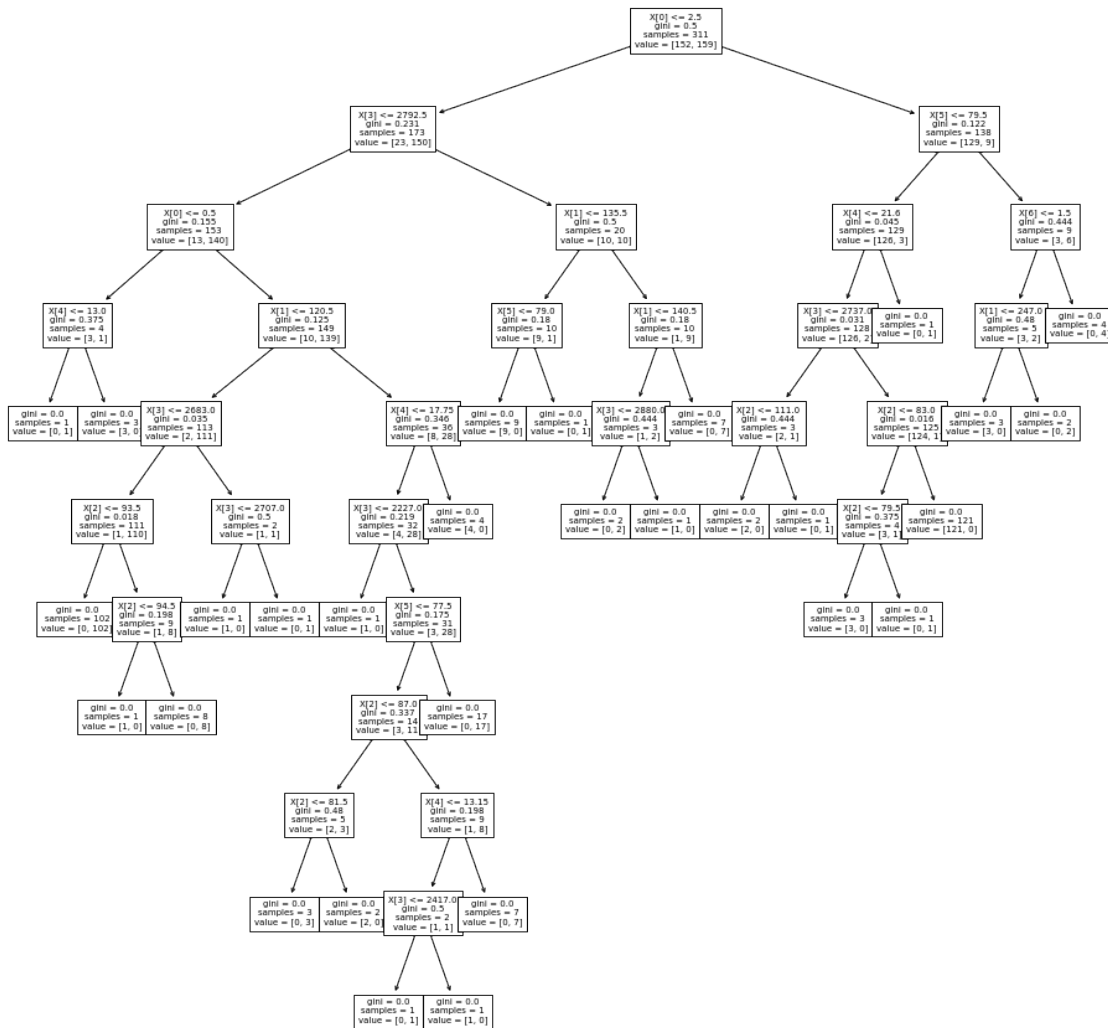 X[0] <= 2.5
gini = 0.5
samples = 311
value = [152, 159]
X[3] <= 2792.5
gini = 0.231
samples = 173
value = [23, 150]
X[5] <= 79.5
gini = 0.122
samples = 138
value = [129, 9]
X[0] <= 0.5
gini = 0.155
samples = 153
value = [13, 140]
X[1] <= 135.5
gini = 0.5
samples = 20
value = [10, 10]
X[4] <= 21.6
gini = 0.045
samples = 129
value = [126, 3]
X[6] <= 1.5
gini = 0.444
samples = 9
value = [3, 6]
X[4] <= 13.0
gini = 0.375
samples = 4
value = [3, 1]
X[1] <= 120.5
gini = 0.125
samples = 149
value = [10, 139]
X[5] <= 79.0
gini = 0.18
samples = 10
value = [9, 1]
X[1] <= 140.5
gini = 0.18
samples = 10
value = [1, 9]
X[3] <= 2737.0
gini = 0.031
samples = 128
value = [126, 2
gini = 0.0
samples = 1
value = [0, 1]
X[1] <= 247.0
gini = 0.48
samples = 5
value = [3, 2]
gini = 0.0
samples = 4
value = [0, 4]
gini = 0.0
samples = 1
value = [0, 1]
gini = 0.0
samples = 3
value = [3, 0
X[3] <= 2683.0
gini = 0.035
samples = 113
value = [2, 111]
X[4] <= 17.75
gini = 0.346
samples = 36
value = [8, 28]
gini = 0.0
samples = 9
value = [9, 0]
gini = 0.0
samples = 1
value = [0, 1]
X[3] <= 2880.0
gini = 0.444
samples = 3
value = [1, 2]
gini = 0.0
samples = 7
value = [0, 7]
X[2] <= 111.0
gini = 0.444
samples = 3
value = [2, 1]
X[2] <= 83.0
gini = 0.016
samples = 125
value = [124, 1
gini = 0.0
samples = 3
value = [3, 0]
gini = 0.0
samples = 2
value = [0, 2]
X[2] <= 93.5
gini = 0.018
samples = 111
value = [1, 110]
X[3] <= 2707.0
gini = 0.5
samples = 2
value = [1, 1]
X[3] <= 2227.0
gini = 0.219
samples = 32
value = [4, 28]
gini = 0.0
samples = 4
value = [4, 0]
gini = 0.0
samples = 2
value = [0, 2]
gini = 0.0
samples = 1
value = [1, 0]
gini = 0.0
samples = 2
value = [2, 0]
gini = 0.0
samples = 1
value = [0, 1]
X[2] <= 79.5
gini = 0.375
samples = 4
value = [3, 1]
gini = 0.0
samples = 121
value = [121, 0]
gini = 0.0
samples = 102
value = [0, 102]
X[2] <= 94.5
gini = 0.198
samples = 9
value = [1, 8]
gini = 0.0
samples = 1
value = [1, 0]
gini = 0.0
samples = 1
value = [0, 1]
gini = 0.0
samples = 1
value = [1, 0]
X[5] <= 77.5
gini = 0.175
samples = 31
value = [3, 28]
gini = 0.0
samples = 3
value = [3, 0]
gini = 0.0
samples = 1
value = [0, 1]
gini = 0.0
samples = 1
value = [1, 0]
gini = 0.0
samples = 8
value = [0, 8]
X[2] <= 87.0
gini = 0.337
samples = 14
value = [3, 11
gini = 0.0
samples = 17
value = [0, 17]
X[2] <= 81.5
gini = 0.48
samples = 5
value = [2, 3]
X[4] <= 13.15
gini = 0.198
samples = 9
value = [1, 8]
gini = 0.0
samples = 3
value = [0, 3]
gini = 0.0
samples = 2
value = [2, 0]
X[3] <= 2417.0
gini = 0.5
samples = 2
value = [1, 1]
gini = 0.0
samples = 7
value = [0, 7]
gini = 0.0
samples = 1
value = [0, 1]
gini = 0.0
samples = 1
value = [1, 0]